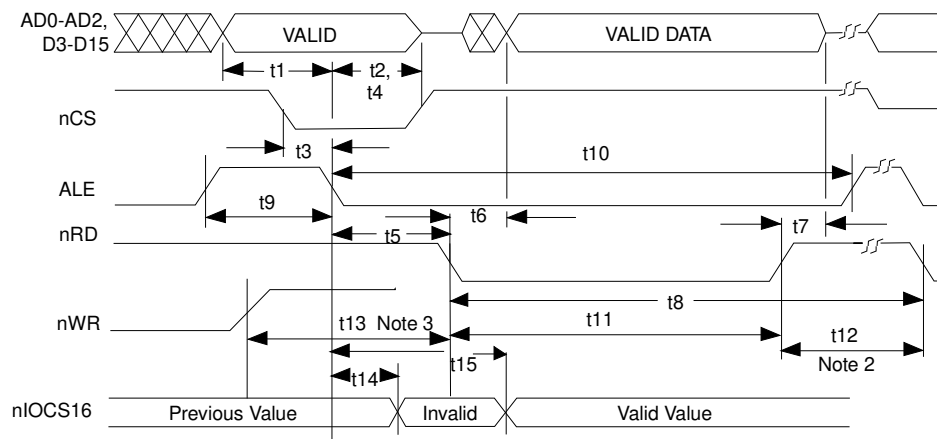 AD0-AD2,
D3-D15
VALID
VALID DATA
t1
t2,
t4
nCS
t3
t10
ALE
t9
t6
nRD
t5
t7
t8
nWR
t13 Note 3
t11
t12
Note 2
t15
t14
nIOCS16
Previous Value
Invalid
Valid Value